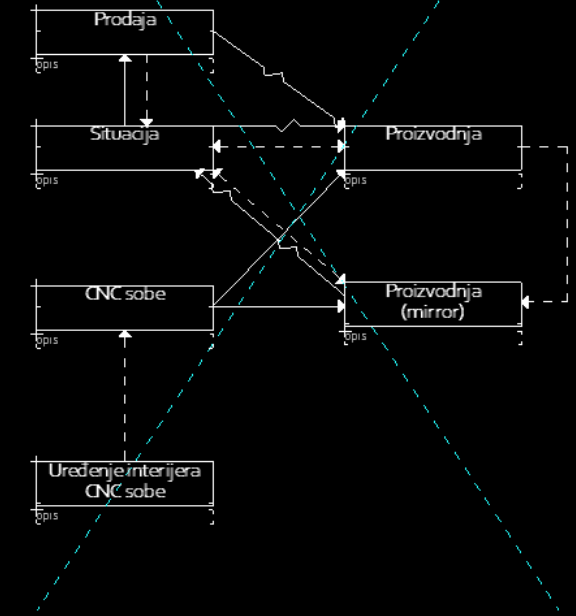 Prodaja
opis
Situacija
Proizvodnja
opis
opis
CNC sobe
Proizvodnja
(mirror)
opis
opis
Uređenje interijera
CNC sobe
opis